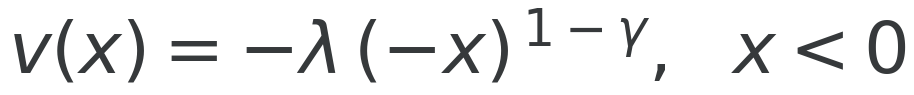 v(x) = −λ (−x)^{1 − γ},   x < 0